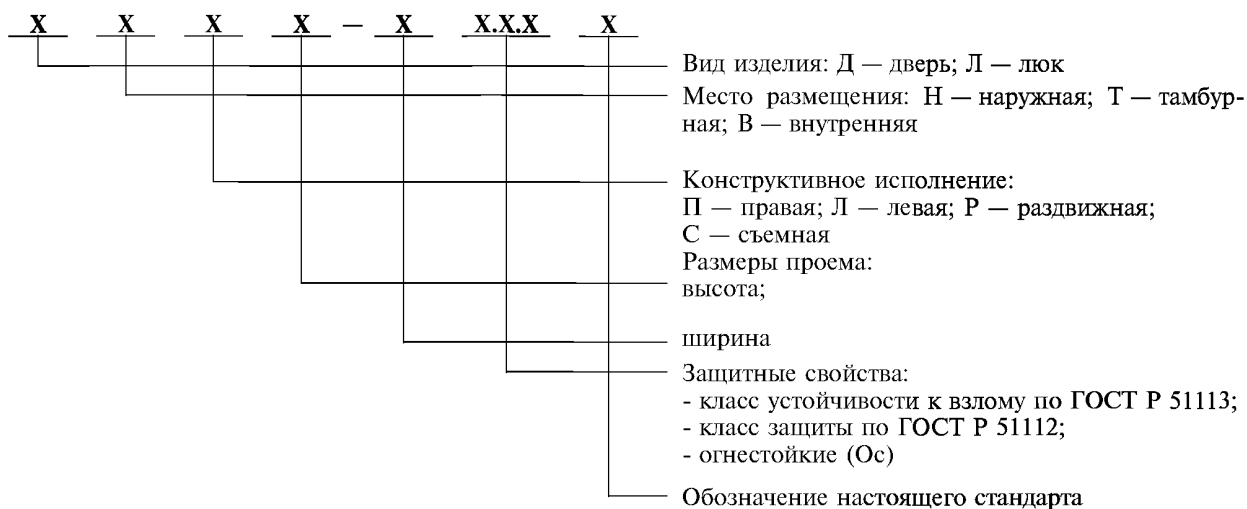 X X X X — X X.X.X X
Вид изделия: Д — дверь; Л — люк
Место размещения: Н — наружная; Т — тамбур-
ная; В — внутренняя
Конструктивное исполнение:
П — правая; Л — левая; Р — раздвижная;
С — съемная
Размеры проема:
высота;
ширина
Защитные свойства:
- класс устойчивости к взлому по ГОСТ Р 51113;
- класс защиты по ГОСТ Р 51112;
- огнестойкие (Ос)
Обозначение настоящего стандарта